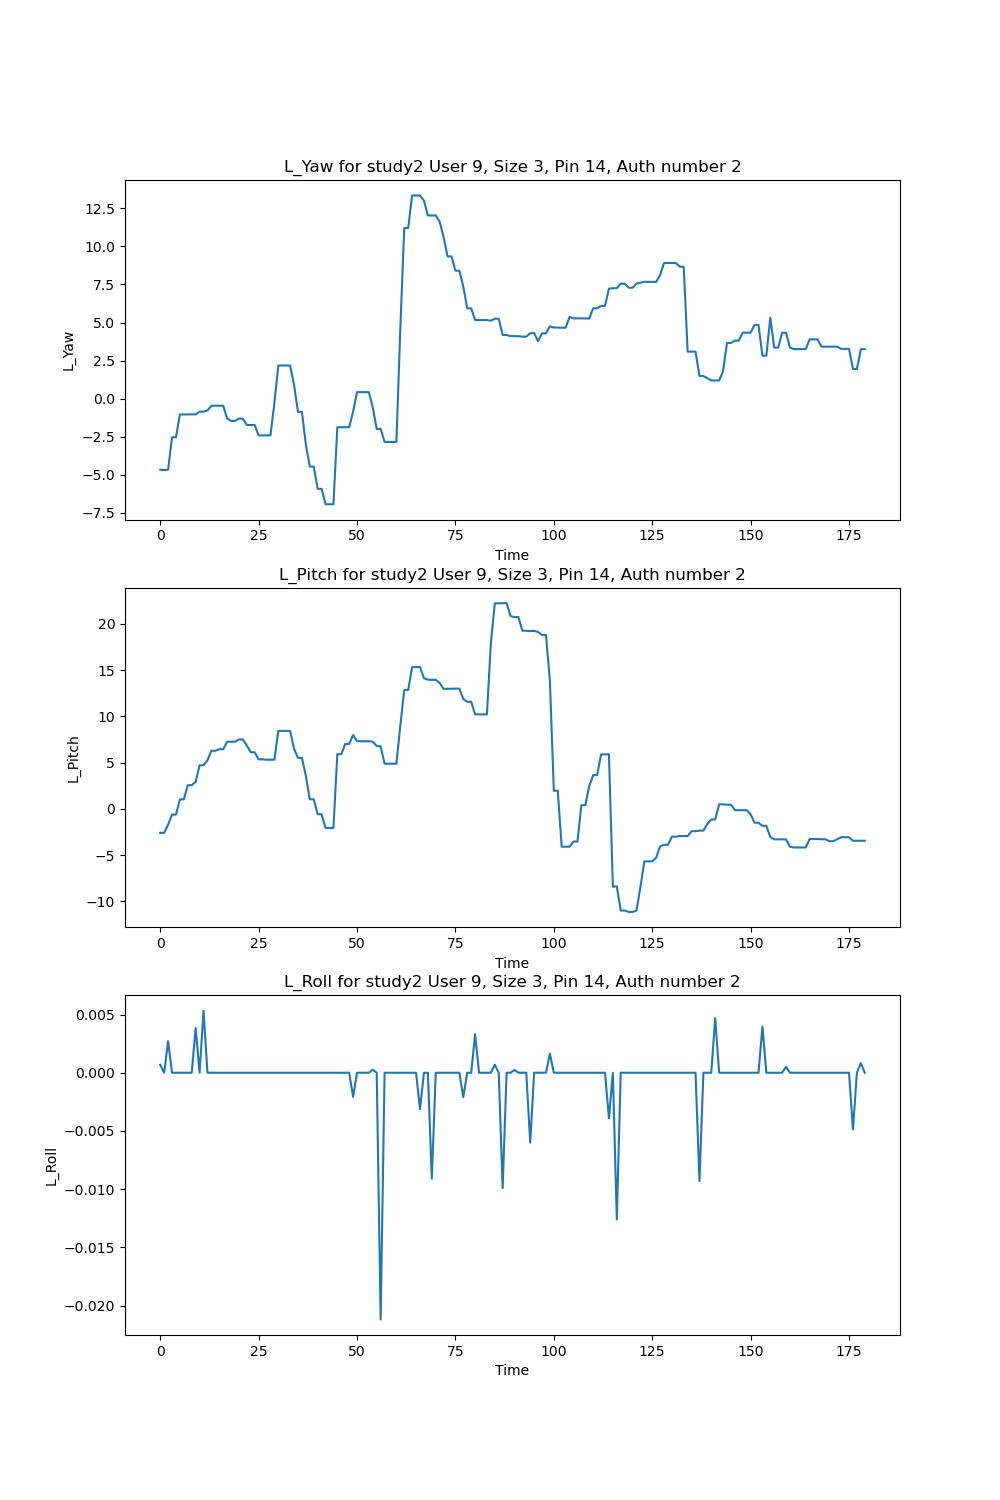 L_Yaw for study2 User 9, Size 3, Pin 14, Auth number 2
12.5
10.0
7.5
5.0
2.5
0.0
−2.5
−5.0
−7.5
L_Yaw
0 25 50 75 100 125 150 175
Time
L_Pitch for study2 User 9, Size 3, Pin 14, Auth number 2
20
15
10
5
0
−5
−10
L_Pitch
0 25 50 75 100 125 150 175
Time
L_Roll for study2 User 9, Size 3, Pin 14, Auth number 2
0.005
0.000
−0.005
−0.010
−0.015
−0.020
L_Roll
0 25 50 75 100 125 150 175
Time